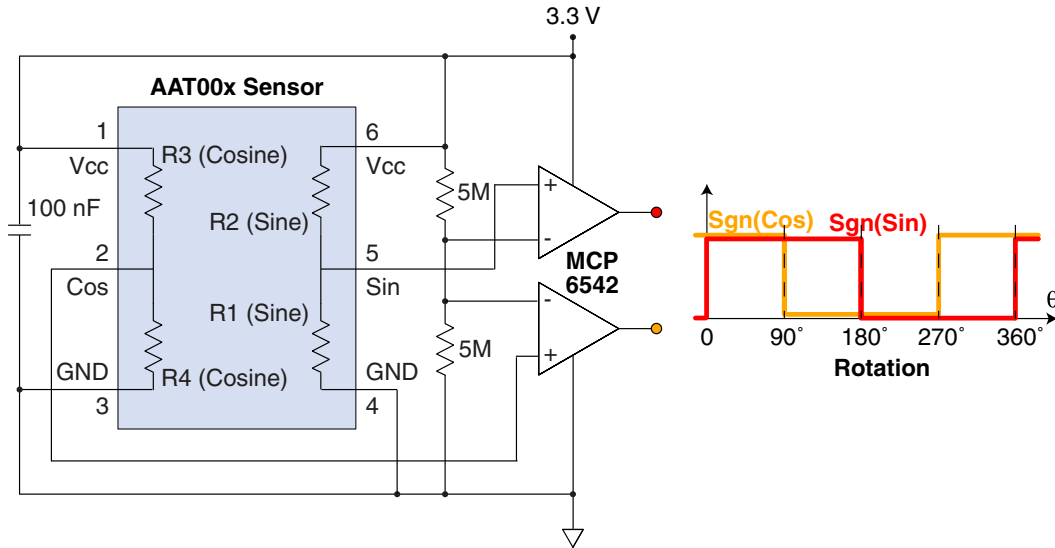 3.3 V
AAT00x Sensor
1
6
Vcc
R3 (Cosine)
Vcc
100 nF
R2 (Sine)
5M
+
-
2
5
Cos
Sin
MCP
6542
R1 (Sine)
-
+
5M
GND
R4 (Cosine)
GND
3
4
Sgn(Cos)
Sgn(Sin)
θ
0 90° 180° 270° 360°
Rotation